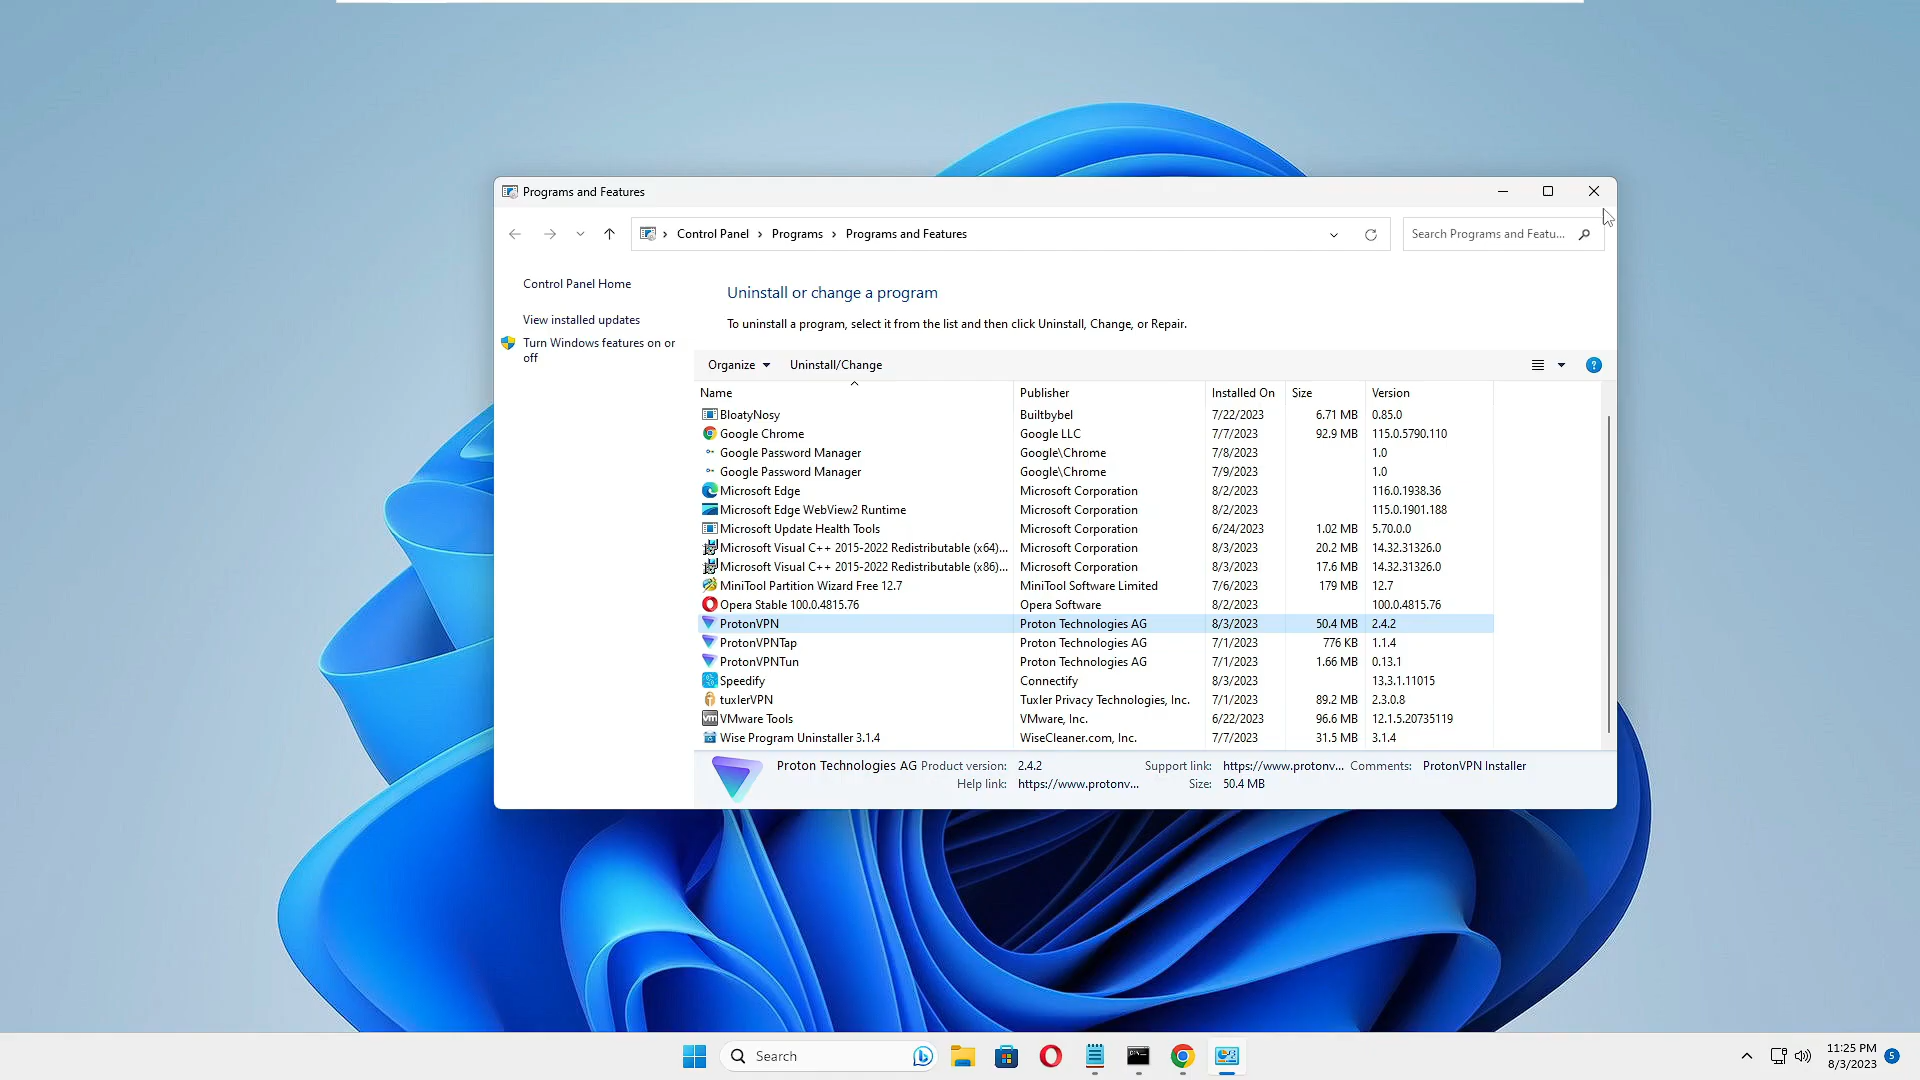 Programs and Features
Control Panel > Programs > Programs and Features
Search Programs and Featu...
Control Panel Home
View installed updates
Turn Windows features on or
off
Uninstall or change a program
To uninstall a program, select it from the list and then click Uninstall, Change, or Repair.
Organize Uninstall/Change
Name Publisher Installed On Size Version
BloatyNosy Builtbybel 7/22/2023 6.71 MB 0.85.0
Google Chrome Google LLC 7/7/2023 92.9 MB 115.0.5790.110
Google Password Manager Google\Chrome 7/8/2023 1.0
Google Password Manager Google\Chrome 7/9/2023 1.0
Microsoft Edge Microsoft Corporation 8/2/2023 116.0.1938.36
Microsoft Edge WebView2 Runtime Microsoft Corporation 8/2/2023 115.0.1901.188
Microsoft Update Health Tools Microsoft Corporation 6/24/2023 1.02 MB 5.70.0.0
Microsoft Visual C++ 2015-2022 Redistributable (x64)... Microsoft Corporation 8/3/2023 20.2 MB 14.32.31326.0
Microsoft Visual C++ 2015-2022 Redistributable (x86)... Microsoft Corporation 8/3/2023 17.6 MB 14.32.31326.0
MiniTool Partition Wizard Free 12.7 MiniTool Software Limited 7/6/2023 179 MB 12.7
Opera Stable 100.0.4815.76 Opera Software 8/2/2023 100.0.4815.76
ProtonVPN Proton Technologies AG 8/3/2023 50.4 MB 2.4.2
ProtonVPNTap Proton Technologies AG 7/1/2023 776 KB 1.1.4
ProtonVPNTun Proton Technologies AG 7/1/2023 1.66 MB 0.13.1
Speedify Connectify 8/3/2023 13.3.1.11015
tuxlerVPN Tuxler Privacy Technologies, Inc. 7/1/2023 89.2 MB 2.3.0.8
VMware Tools VMware, Inc. 6/22/2023 96.6 MB 12.1.5.20735119
Wise Program Uninstaller 3.1.4 WiseCleaner.com, Inc. 7/7/2023 31.5 MB 3.1.4
Proton Technologies AG Product version: 2.4.2 Support link: https://www.protonv... Comments: ProtonVPN Installer
Help link: https://www.protonv... Size: 50.4 MB
Search
11:25 PM
8/3/2023
5